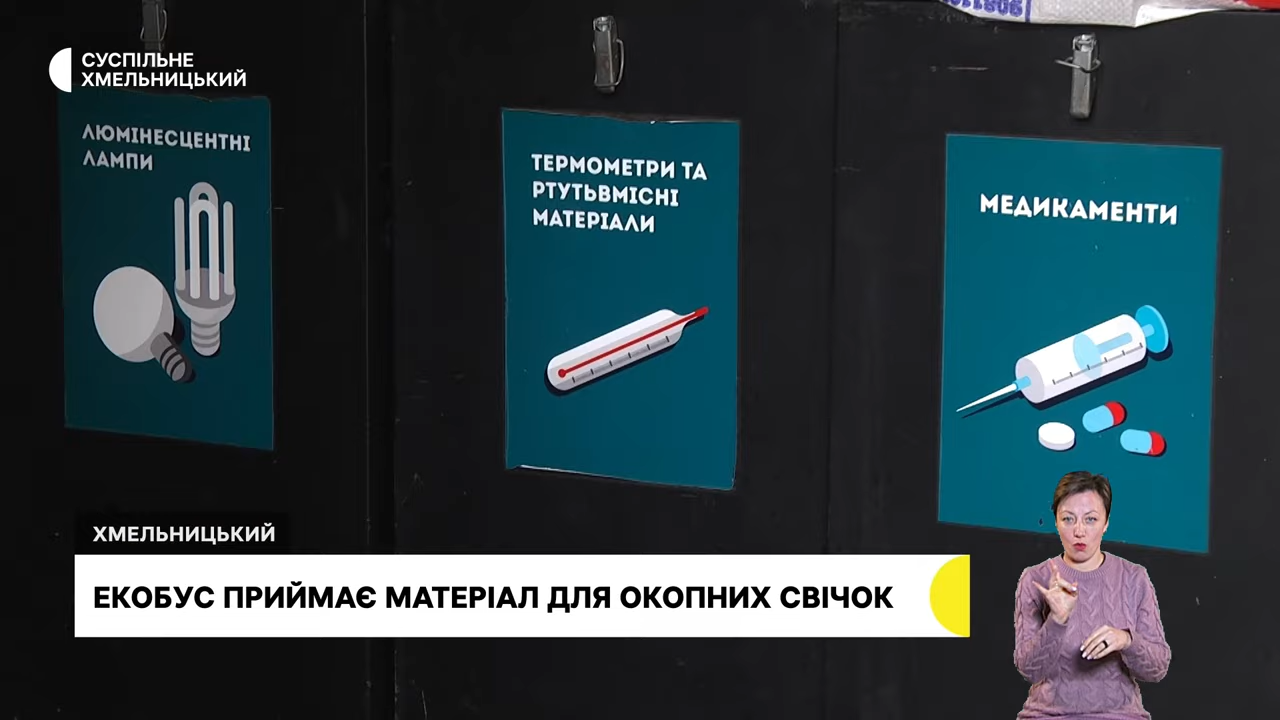 СУСПІЛЬНЕ
ХМЕЛЬНИЦЬКИЙ
ЛЮМІНЕСЦЕНТНІ
ЛАМПИ
ТЕРМОМЕТРИ ТА
РТУТЬВМІСНІ
МАТЕРІАЛИ
МЕДИКАМЕНТИ
ХМЕЛЬНИЦЬКИЙ
ЕКОБУС ПРИЙМАЄ МАТЕРІАЛ ДЛЯ ОКОПНИХ СВІЧОК